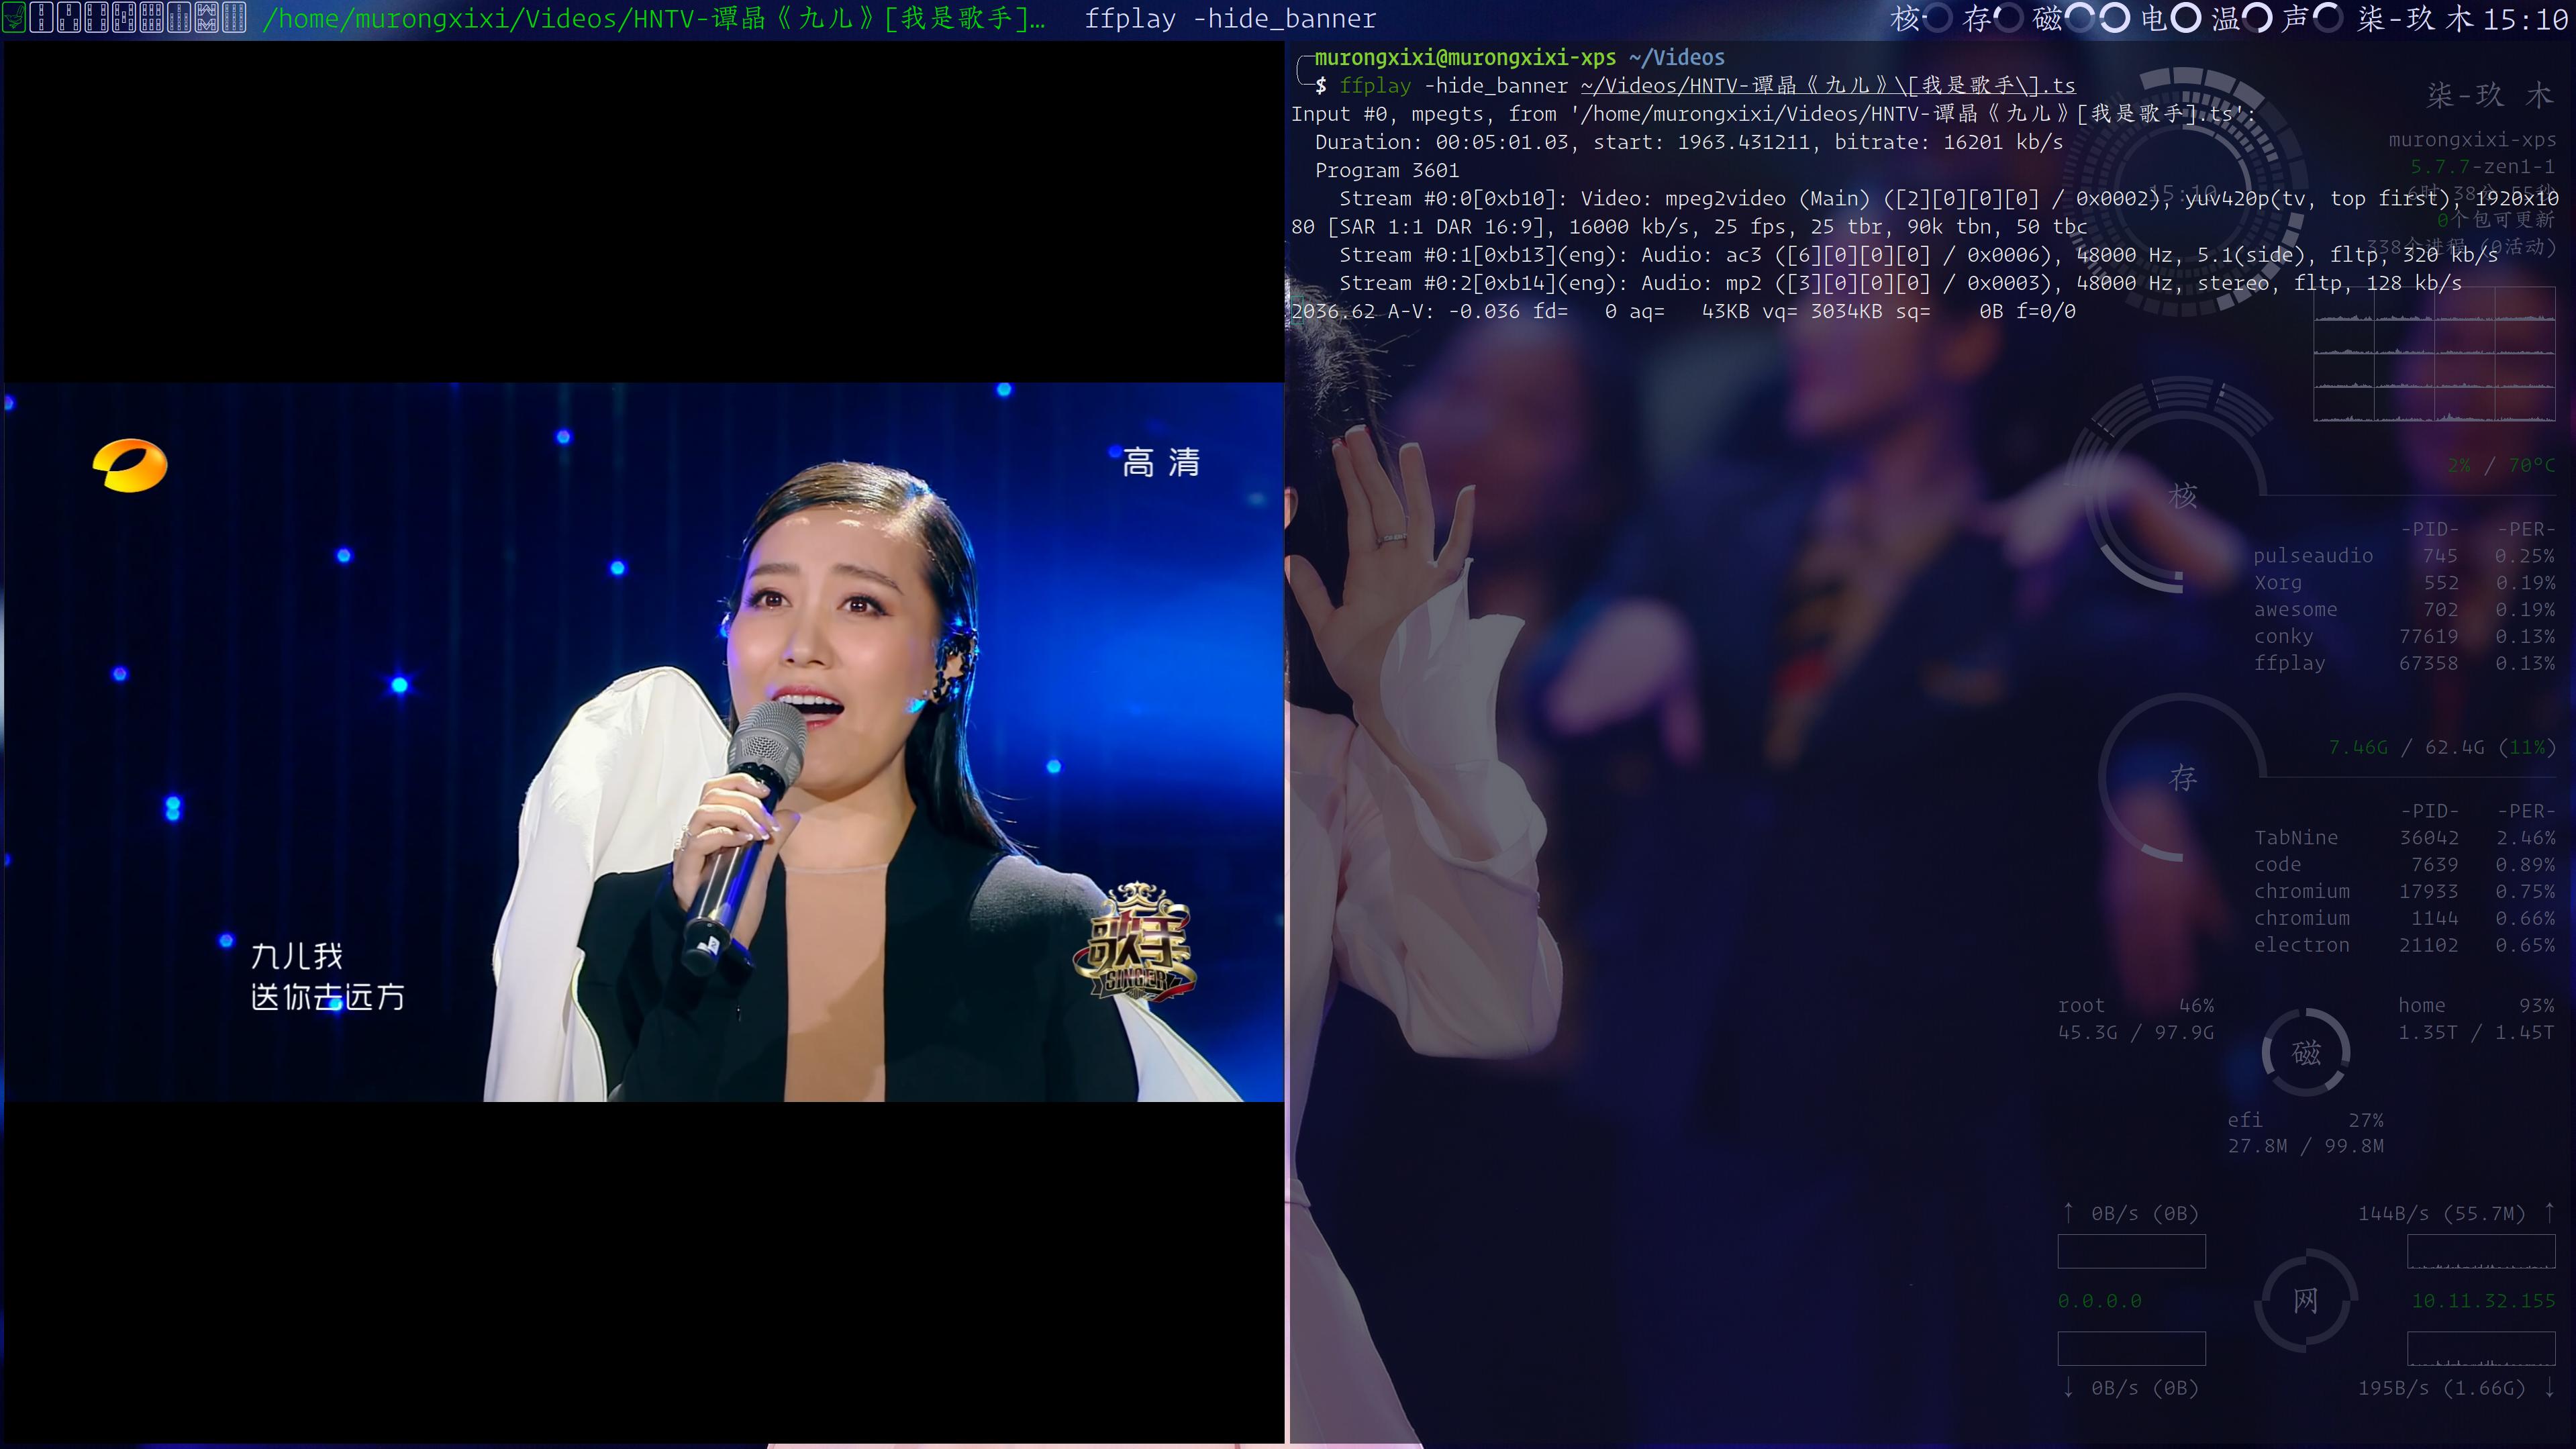 /home/murongxixi/Videos/HNTV-谭晶《九儿》[我是歌手]… ffplay -hide_banner 核 存 磁 电 温 声 柒-玖 木 15:10
murongxixi@murongxixi-xps ~/Videos
$ ffplay -hide_banner ~/Videos/HNTV-谭晶《九儿》\[我是歌手\].ts
Input #0, mpegts, from '/home/murongxixi/Videos/HNTV-谭晶《九儿》[我是歌手].ts':
Duration: 00:05:01.03, start: 1963.431211, bitrate: 16201 kb/s
Program 3601
Stream #0:0[0xb10]: Video: mpeg2video (Main) ([2][0][0][0] / 0x0002), yuv420p(tv, top first), 1920x10
80 [SAR 1:1 DAR 16:9], 16000 kb/s, 25 fps, 25 tbr, 90k tbn, 50 tbc
Stream #0:1[0xb13](eng): Audio: ac3 ([6][0][0][0] / 0x0006), 48000 Hz, 5.1(side), fltp, 320 kb/s
Stream #0:2[0xb14](eng): Audio: mp2 ([3][0][0][0] / 0x0003), 48000 Hz, stereo, fltp, 128 kb/s
2036.62 A-V: -0.036 fd= 0 aq= 43KB vq= 3034KB sq= 0B f=0/0
高清
九儿我
送你去远方
歌手
SINGER
柒-玖 木
murongxixi-xps
5.7.7-zen1-1
15:10
0个包可更新
338个进程 (0活动)
2% / 70°C
核
-PID- -PER-
pulseaudio 745 0.25%
Xorg 552 0.19%
awesome 702 0.19%
conky 77619 0.13%
ffplay 67358 0.13%
7.46G / 62.4G (11%)
存
-PID- -PER-
TabNine 36042 2.46%
code 7639 0.89%
chromium 17933 0.75%
chromium 1144 0.66%
electron 21102 0.65%
root 46% home 93%
45.3G / 97.9G 1.35T / 1.45T
磁
efi 27%
27.8M / 99.8M
↑ 0B/s (0B) 144B/s (55.7M) ↑
0.0.0.0 网 10.11.32.155
↓ 0B/s (0B) 195B/s (1.66G) ↓